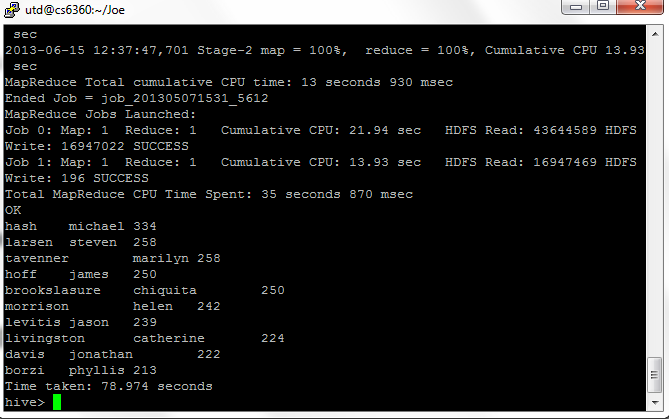 utd@cs6360:~/Joe
 sec
2013-06-15 12:37:47,701 Stage-2 map = 100%,  reduce = 100%, Cumulative CPU 13.93
 sec
MapReduce Total cumulative CPU time: 13 seconds 930 msec
Ended Job = job_201305071531_5612
MapReduce Jobs Launched:
Job 0: Map: 1  Reduce: 1   Cumulative CPU: 21.94 sec   HDFS Read: 43644589 HDFS
Write: 16947022 SUCCESS
Job 1: Map: 1  Reduce: 1   Cumulative CPU: 13.93 sec   HDFS Read: 16947469 HDFS
Write: 196 SUCCESS
Total MapReduce CPU Time Spent: 35 seconds 870 msec
OK
hash    michael 334
larsen  steven  258
tavenner        marilyn 258
hoff    james   250
brookslasure    chiquita        250
morrison        helen   242
levitis jason   239
livingston      catherine       224
davis   jonathan        222
borzi   phyllis 213
Time taken: 78.974 seconds
hive>